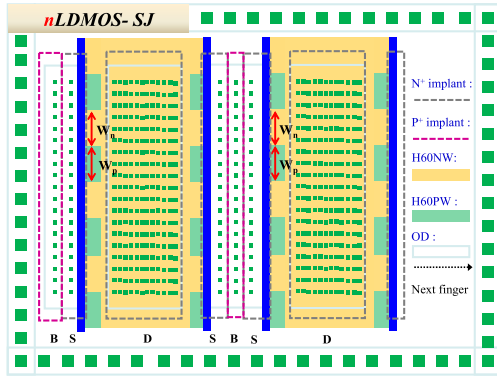 nLDMOS- SJ
N+ implant :
P+ implant :
H60NW:
H60PW :
OD :
Next finger
Wn
Wp
Wn
Wp
B S D S B S D